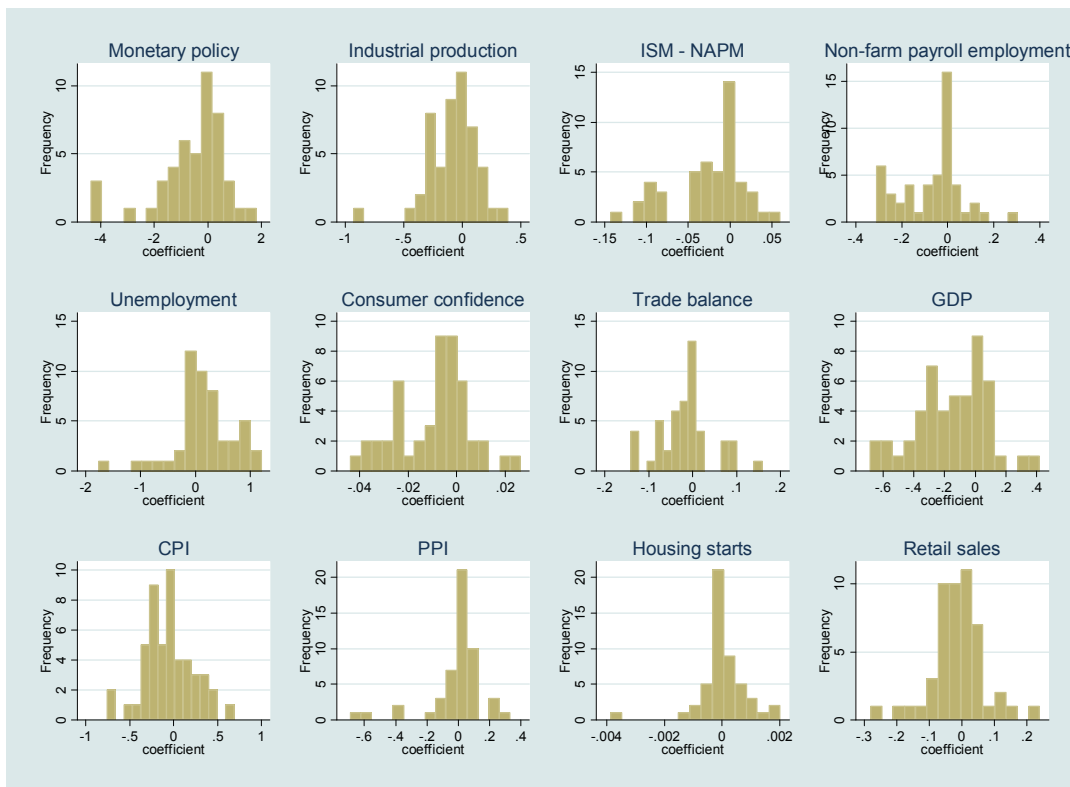 Monetary policy
Frequency
0 5 10
-4 -2 0 2
coefficient
Industrial production
Frequency
0 5 10
-1 -.5 0 .5
coefficient
ISM - NAPM
Frequency
0 5 10 15
-.15 -.1 -.05 0 .05
coefficient
Non-farm payroll employment
Frequency
0 5 10 15
-.4 -.2 0 .2 .4
coefficient
Unemployment
Frequency
0 5 10 15
-2 -1 0 1
coefficient
Consumer confidence
Frequency
0 2 4 6 8 10
-.04 -.02 0 .02
coefficient
Trade balance
Frequency
0 5 10 15
-.2 -.1 0 .1 .2
coefficient
GDP
Frequency
0 2 4 6 8 10
-.6 -.4 -.2 0 .2 .4
coefficient
CPI
Frequency
0 2 4 6 8 10
-1 -.5 0 .5 1
coefficient
PPI
Frequency
0 5 10 15 20
-.6 -.4 -.2 0 .2 .4
coefficient
Housing starts
Frequency
0 5 10 15 20
-.004 -.002 0 .002
coefficient
Retail sales
Frequency
0 5 10
-.3 -.2 -.1 0 .1 .2
coefficient